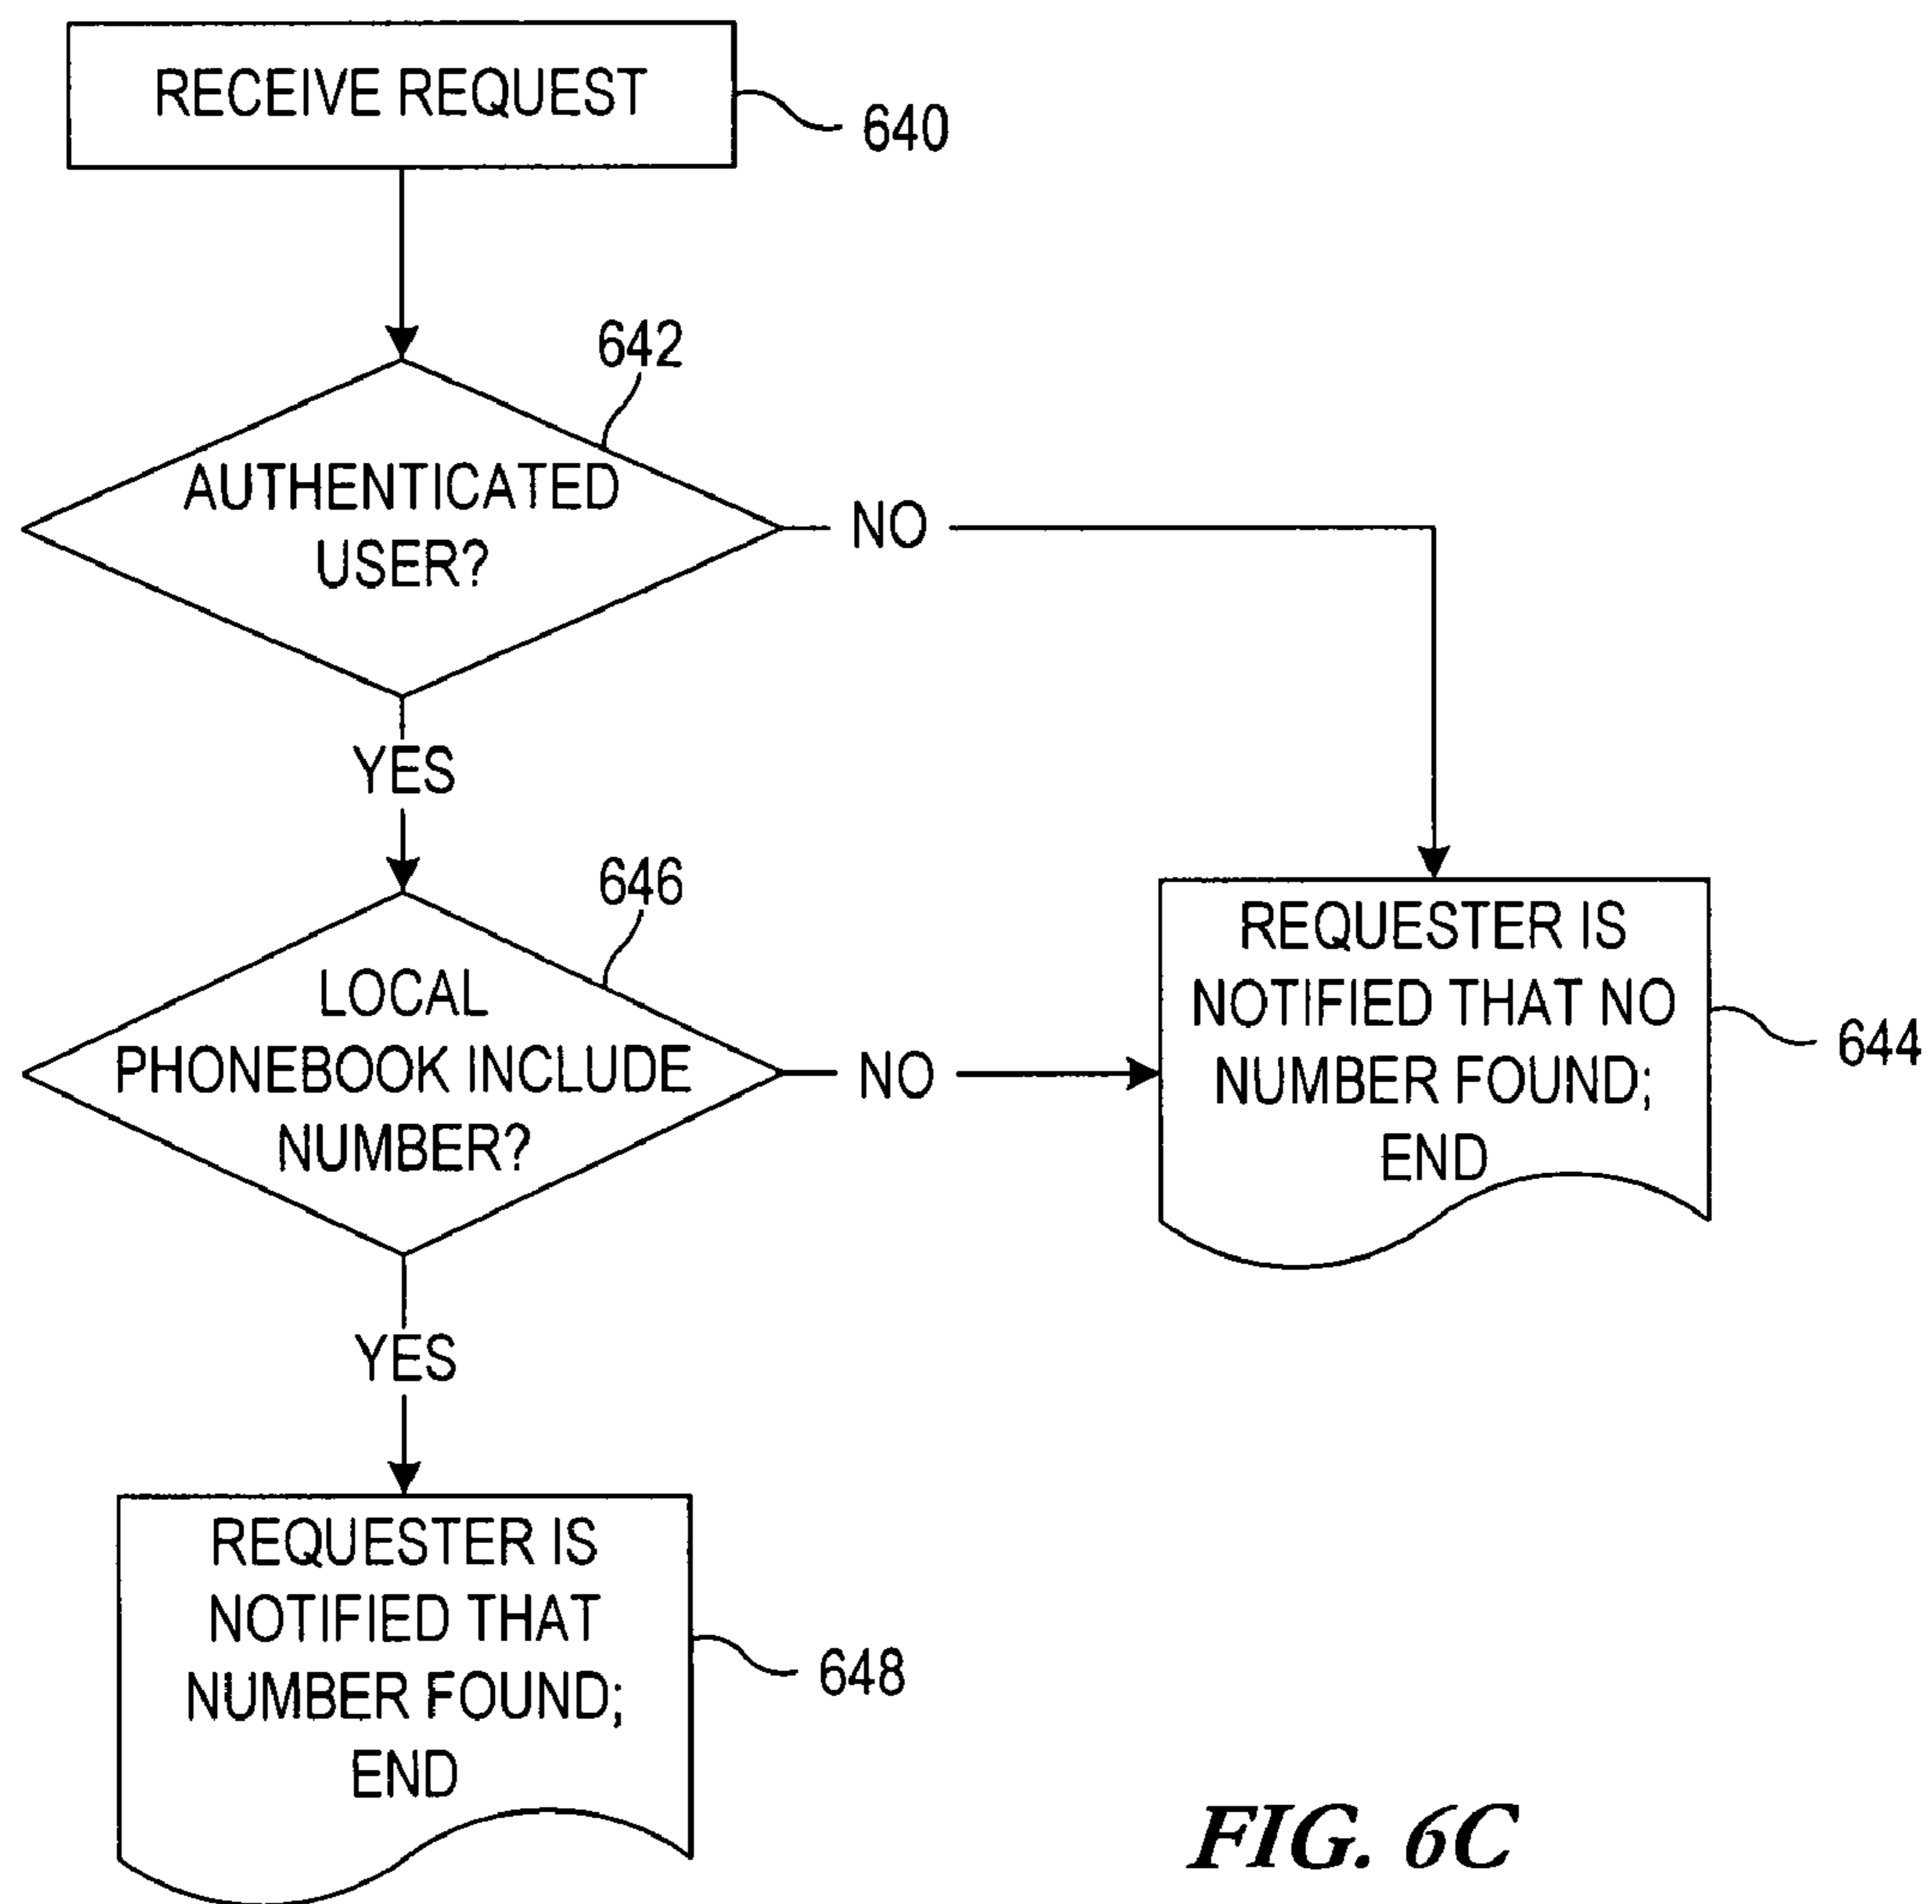 RECEIVE REQUEST
640
642
AUTHENTICATED
USER?
NO
YES
646
LOCAL
PHONEBOOK INCLUDE
NUMBER?
NO
REQUESTER IS
NOTIFIED THAT NO
NUMBER FOUND;
END
644
YES
REQUESTER IS
NOTIFIED THAT
NUMBER FOUND;
END
648
FIG. 6C